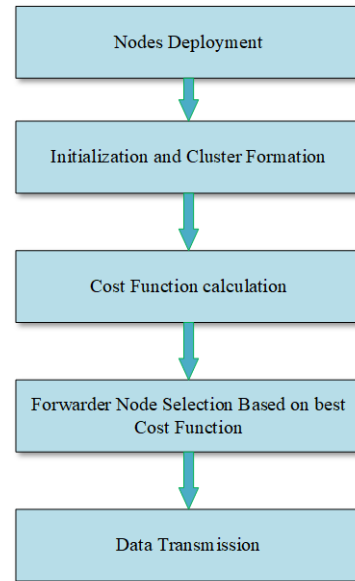 Nodes Deployment
Initialization and Cluster Formation
Cost Function calculation
Forwarder Node Selection Based on best
Cost Function
Data Transmission